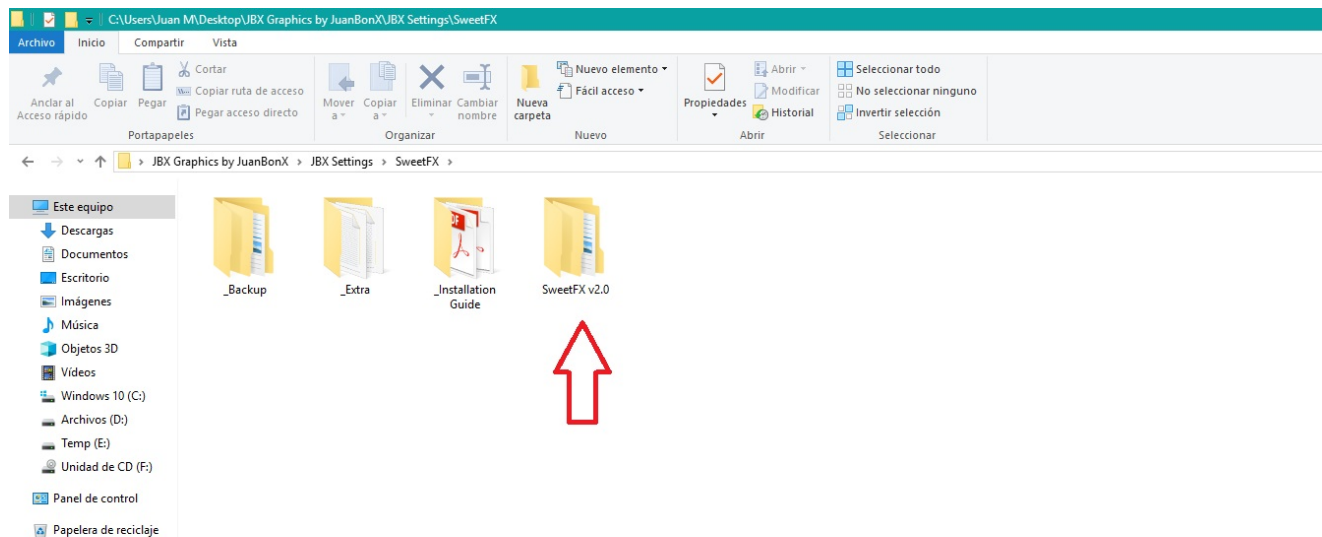 C:\Users\Juan M\Desktop\JBX Graphics by JuanBonX\JBX Settings\SweetFX
Archivo Inicio Compartir Vista
Anclar al Acceso rápido
Copiar
Pegar
Cortar
Copiar ruta de acceso
Pegar acceso directo
Portapapeles
Mover a
Copiar a
Eliminar
Cambiar nombre
Organizar
Nueva carpeta
Nuevo elemento
Fácil acceso
Nuevo
Propiedades
Abrir
Modificar
Historial
Abrir
Seleccionar todo
No seleccionar ninguno
Invertir selección
Seleccionar
JBX Graphics by JuanBonX > JBX Settings > SweetFX >
Este equipo
Descargas
Documentos
Escritorio
Imágenes
Música
Objetos 3D
Vídeos
Windows 10 (C:)
Archivos (D:)
Temp (E:)
Unidad de CD (F:)
Panel de control
Papelera de reciclaje
_Backup
_Extra
_Installation
Guide
SweetFX v2.0